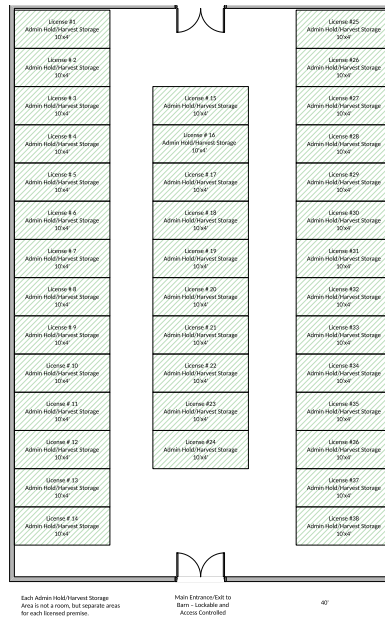 License #1
Admin Hold/Harvest Storage
10'x4'
License # 2
Admin Hold/Harvest Storage
10'x4'
License # 3
Admin Hold/Harvest Storage
10'x4'
License # 4
Admin Hold/Harvest Storage
10'x4'
License # 5
Admin Hold/Harvest Storage
10'x4'
License # 6
Admin Hold/Harvest Storage
10'x4'
License # 7
Admin Hold/Harvest Storage
10'x4'
License # 8
Admin Hold/Harvest Storage
10'x4'
License # 9
Admin Hold/Harvest Storage
10'x4'
License # 10
Admin Hold/Harvest Storage
10'x4'
License # 11
Admin Hold/Harvest Storage
10'x4'
License # 12
Admin Hold/Harvest Storage
10'x4'
License # 13
Admin Hold/Harvest Storage
10'x4'
License # 14
Admin Hold/Harvest Storage
10'x4'
License # 15
Admin Hold/Harvest Storage
10'x4'
License # 16
Admin Hold/Harvest Storage
10'x4'
License # 17
Admin Hold/Harvest Storage
10'x4'
License # 18
Admin Hold/Harvest Storage
10'x4'
License # 19
Admin Hold/Harvest Storage
10'x4'
License # 20
Admin Hold/Harvest Storage
10'x4'
License # 21
Admin Hold/Harvest Storage
10'x4'
License # 22
Admin Hold/Harvest Storage
10'x4'
License #23
Admin Hold/Harvest Storage
10'x4'
License #24
Admin Hold/Harvest Storage
10'x4'
License #25
Admin Hold/Harvest Storage
10'x4'
License #26
Admin Hold/Harvest Storage
10'x4'
License #27
Admin Hold/Harvest Storage
10'x4'
License #28
Admin Hold/Harvest Storage
10'x4'
License #29
Admin Hold/Harvest Storage
10'x4'
License #30
Admin Hold/Harvest Storage
10'x4'
License #31
Admin Hold/Harvest Storage
10'x4'
License #32
Admin Hold/Harvest Storage
10'x4'
License #33
Admin Hold/Harvest Storage
10'x4'
License #34
Admin Hold/Harvest Storage
10'x4'
License #35
Admin Hold/Harvest Storage
10'x4'
License #36
Admin Hold/Harvest Storage
10'x4'
License #37
Admin Hold/Harvest Storage
10'x4'
License #38
Admin Hold/Harvest Storage
10'x4'
Each Admin Hold/Harvest Storage
Area is not a room, but separate areas
for each licensed premise.
Main Entrance/Exit to
Barn – Lockable and
Access Controlled
40'